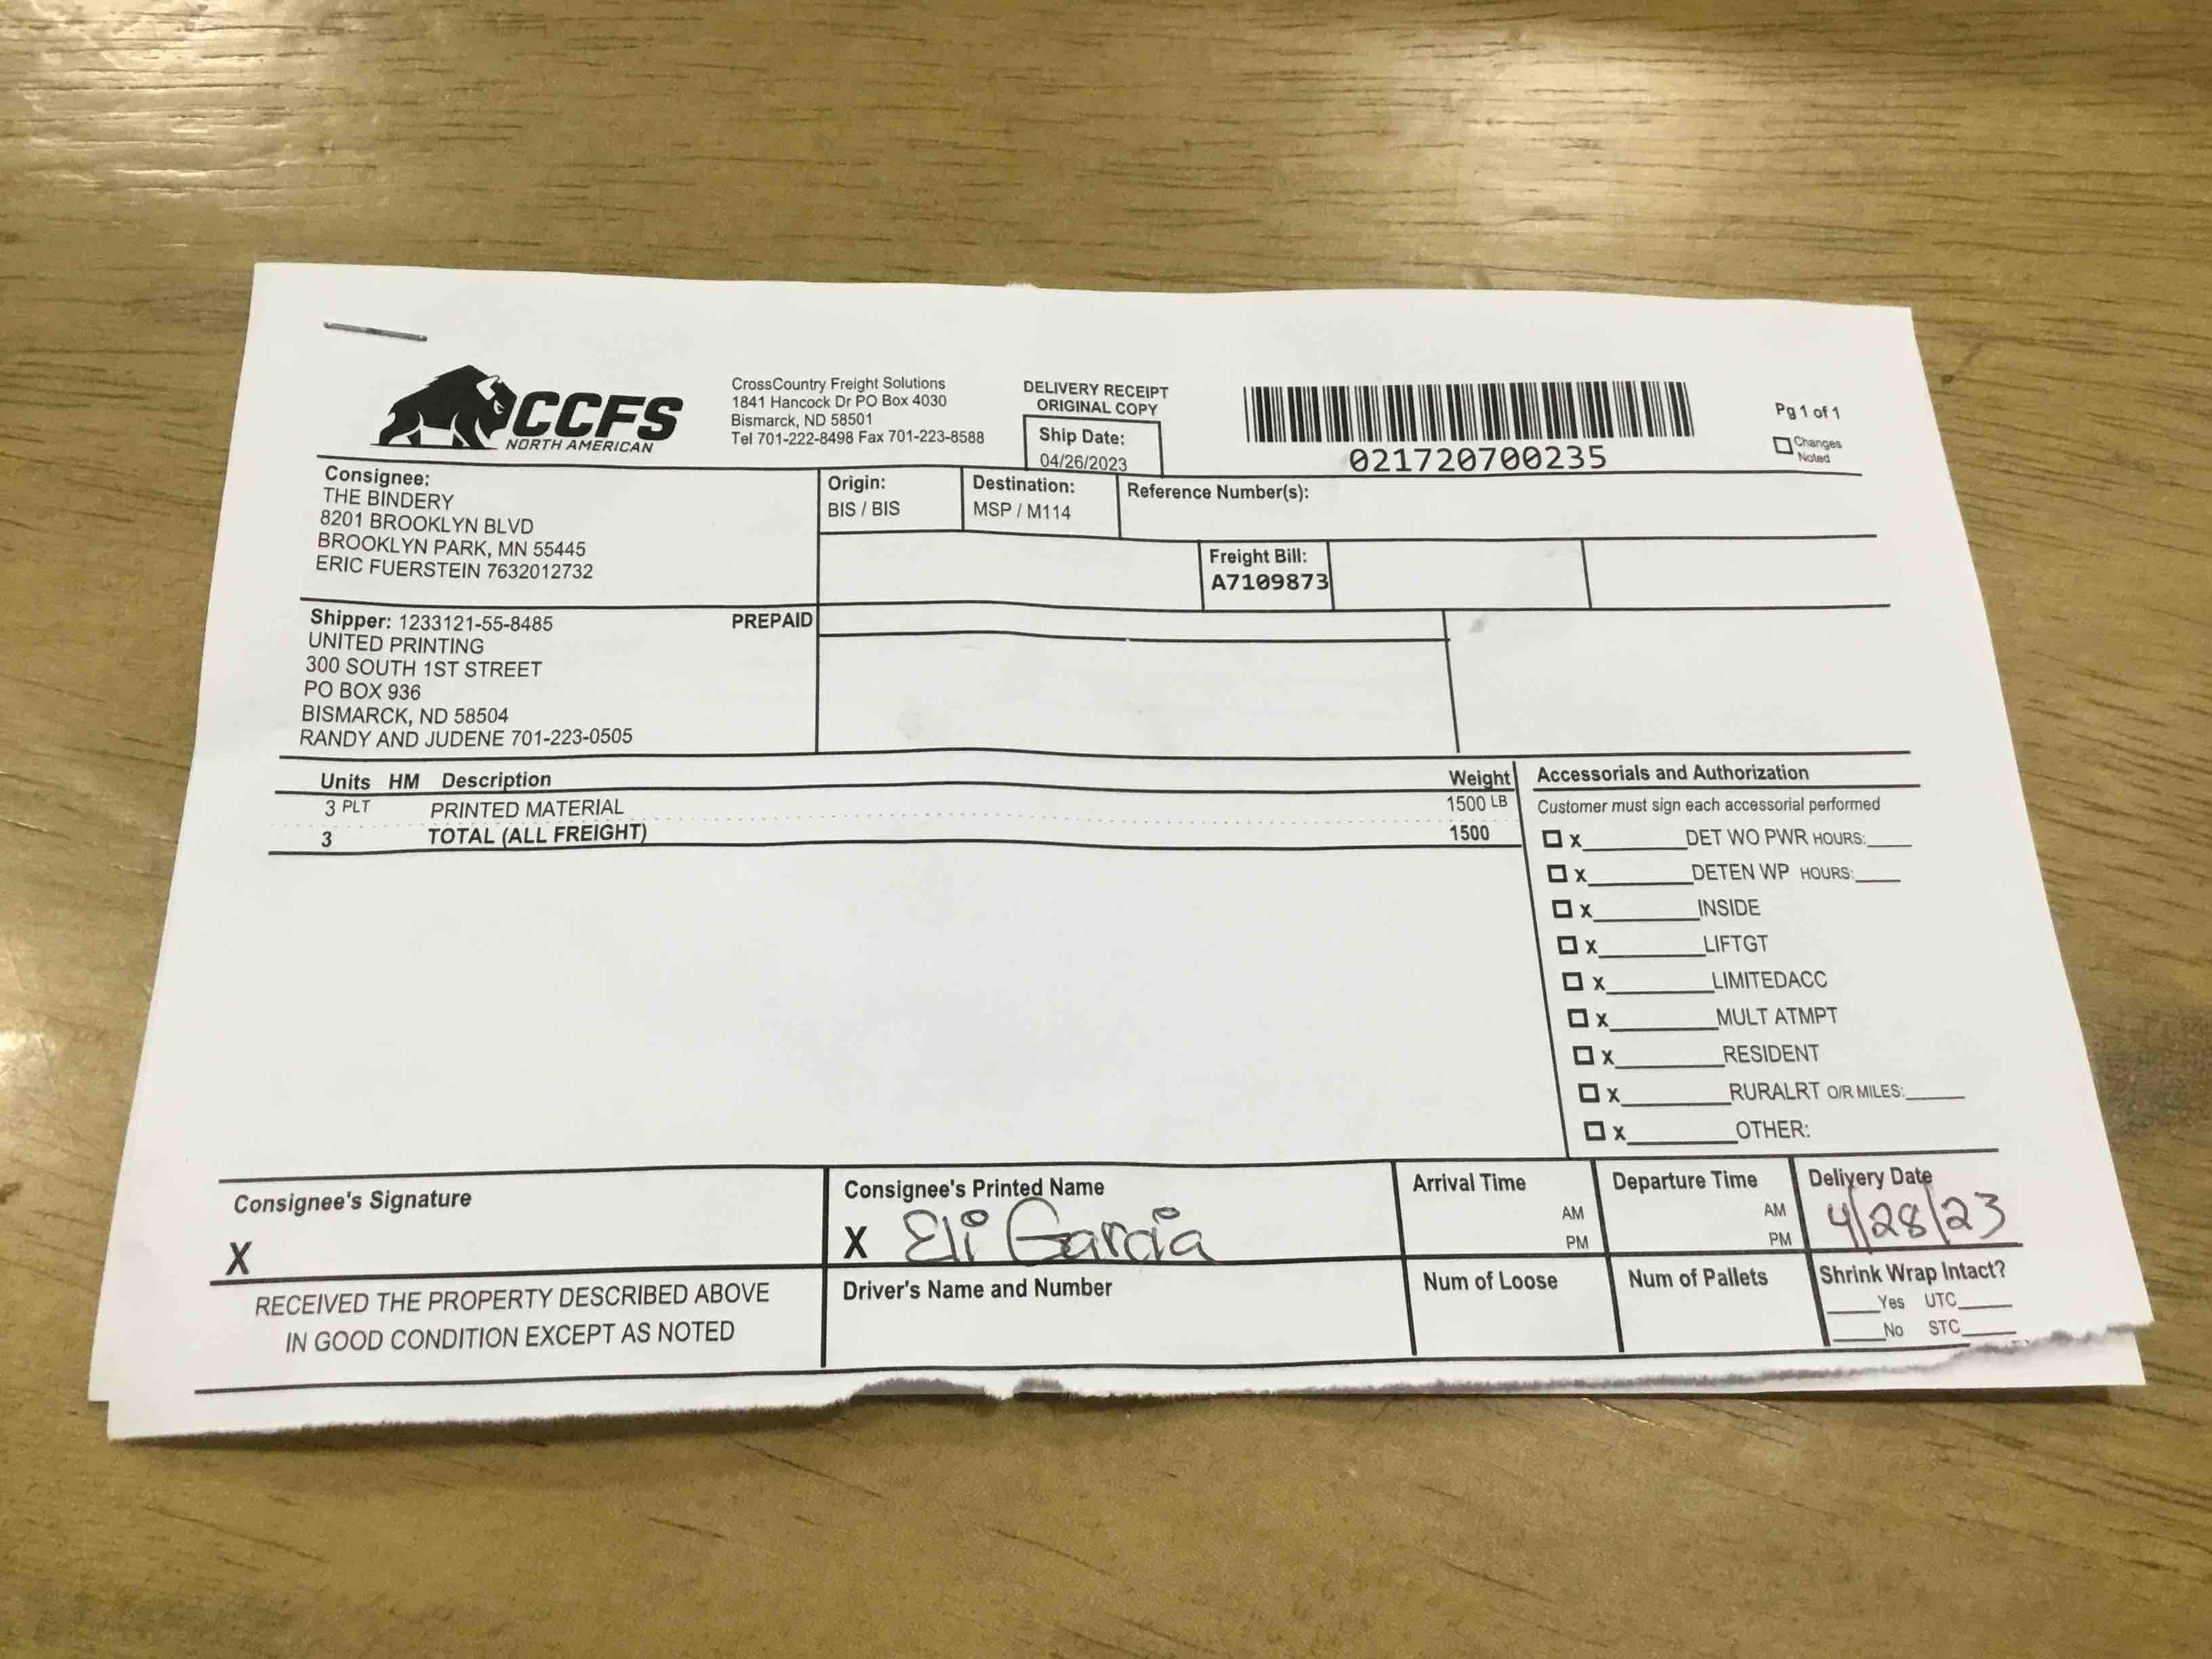 CCFS
NORTH AMERICAN
CrossCountry Freight Solutions
1841 Hancock Dr PO Box 4030
Bismarck, ND 58501
Tel 701-222-8498 Fax 701-223-8588
DELIVERY RECEIPT
ORIGINAL COPY
Ship Date:
04/26/2023
021720700235
Pg 1 of 1
Changes
Noted
Consignee:
THE BINDERY
8201 BROOKLYN BLVD
BROOKLYN PARK, MN 55445
ERIC FUERSTEIN 7632012732
Origin:
BIS / BIS
Destination:
MSP / M114
Reference Number(s):
Freight Bill:
A7109873
Shipper: 1233121-55-8485 PREPAID
UNITED PRINTING
300 SOUTH 1ST STREET
PO BOX 936
BISMARCK, ND 58504
RANDY AND JUDENE 701-223-0505
Units HM Description Weight
3 PLT PRINTED MATERIAL 1500 LB
3 TOTAL (ALL FREIGHT) 1500
Accessorials and Authorization
Customer must sign each accessorial performed
X DET WO PWR HOURS:
X DETEN WP HOURS:
X INSIDE
X LIFTGT
X LIMITEDACC
X MULT ATMPT
X RESIDENT
X RURALRT O/R MILES:
X OTHER:
Consignee's Signature
X
RECEIVED THE PROPERTY DESCRIBED ABOVE
IN GOOD CONDITION EXCEPT AS NOTED
Consignee's Printed Name
X Eli Garcia
Driver's Name and Number
Arrival Time
AM
PM
Departure Time
AM
PM
Delivery Date
4/28/23
Num of Loose
Num of Pallets
Shrink Wrap Intact?
Yes UTC
No STC